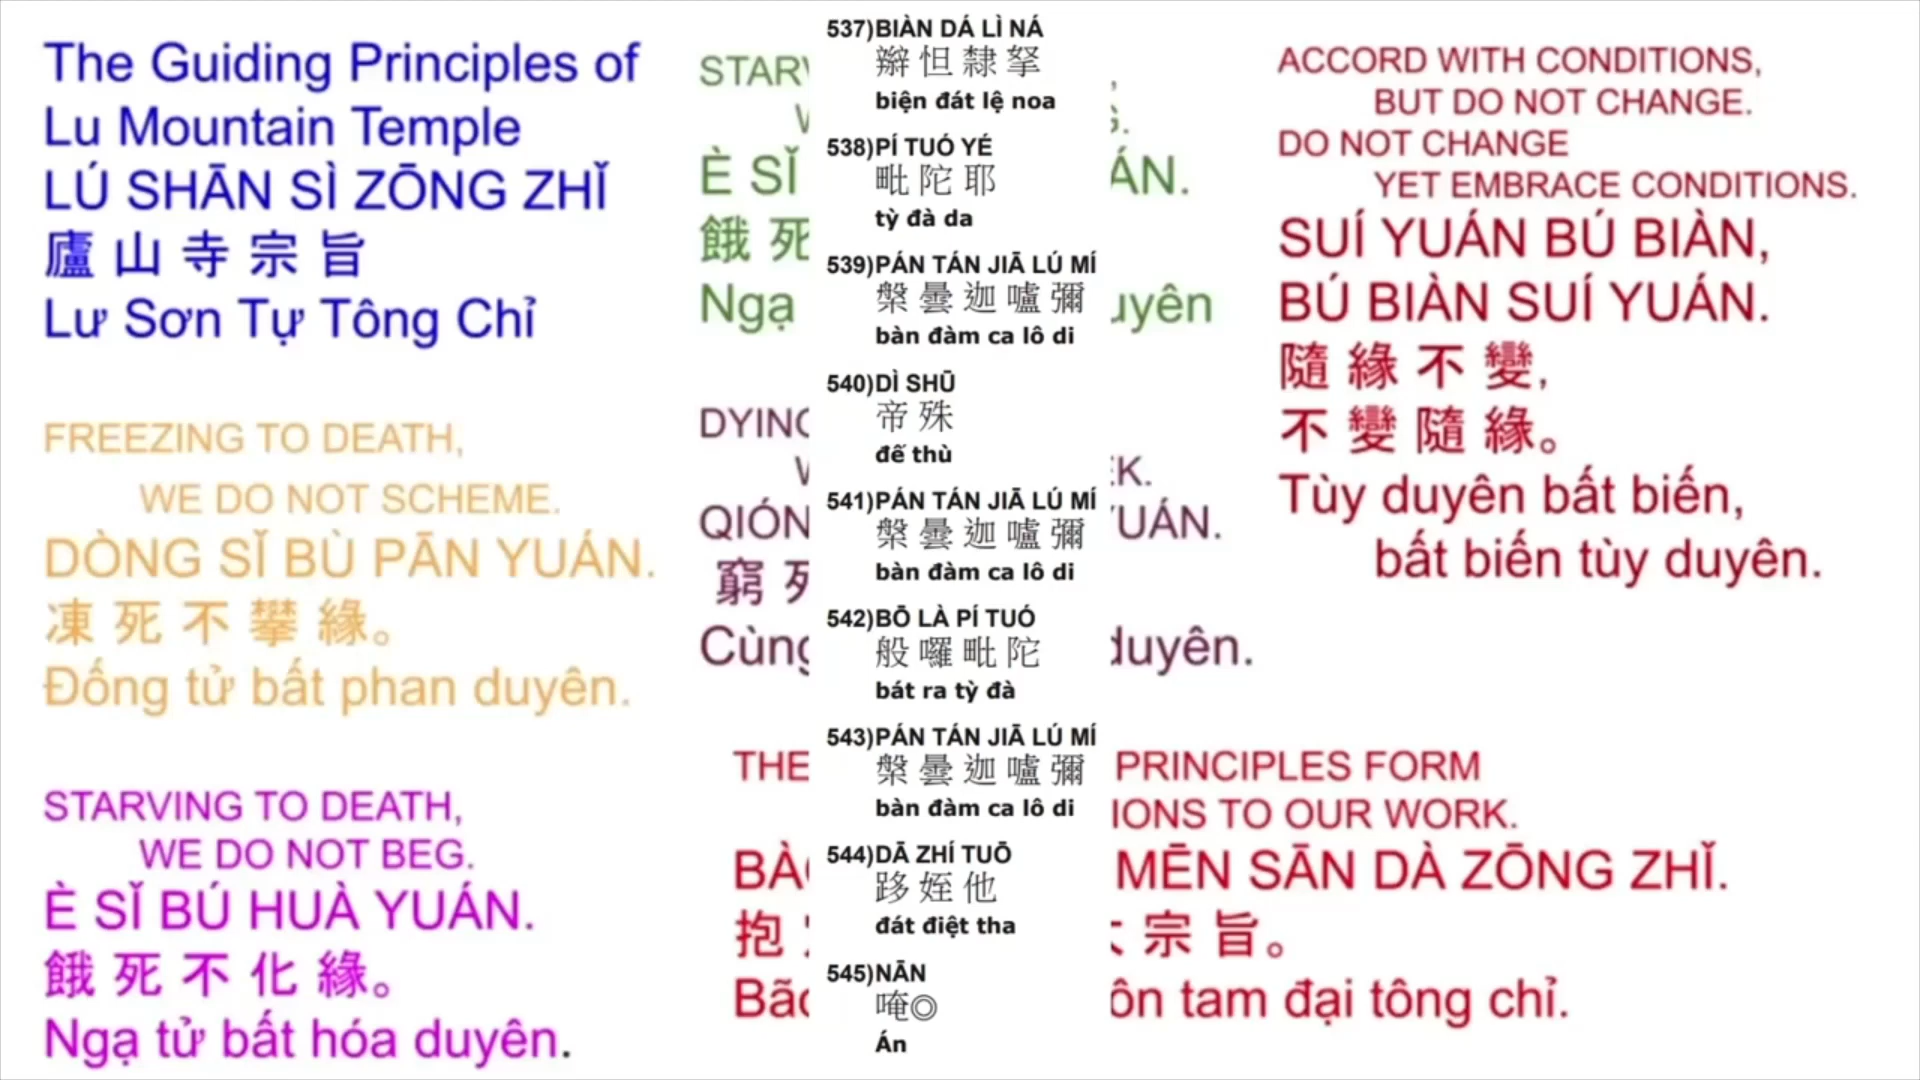 The Guiding Principles of
Lu Mountain Temple
LÚ SHĀN SÌ ZŌNG ZHǏ
廬山寺宗旨
Lư Sơn Tự Tông Chỉ
FREEZING TO DEATH,
WE DO NOT SCHEME.
DÒNG SǏ BÙ PĀN YUÁN.
凍死不攀緣。
Đống tử bất phan duyên.
STARVING TO DEATH,
WE DO NOT BEG.
È SǏ BÚ HUÀ YUÁN.
餓死不化緣。
Ngạ tử bất hóa duyên.
È SǏ
餓死
Ngạ
duyên.
THE
PRINCIPLES FORM
TO OUR WORK.
MĒN SĀN DÀ ZŌNG ZHǏ.
抱
宗旨。
tam đại tông chỉ.
537)BIÀN DÁ LÌ NÁ
辮怛隸拏
biện đát lệ noa
538)PÍ TUÓ YÉ
毗陀耶
tỳ đà da
539)PÁN TÁN JIĀ LÚ MÍ
槃曇迦嚧彌
bàn đàm ca lô di
540)DÌ SHŪ
帝殊
đế thù
541)PÁN TÁN JIĀ LÚ MÍ
槃曇迦嚧彌
bàn đàm ca lô di
542)BŌ LÀ PÍ TUÓ
般囉毗陀
bát ra tỳ đà
543)PÁN TÁN JIĀ LÚ MÍ
槃曇迦嚧彌
bàn đàm ca lô di
544)DĀ ZHÍ TUŌ
跢姪他
đát điệt tha
545)NĀN
唵◎
Án
ACCORD WITH CONDITIONS,
BUT DO NOT CHANGE.
DO NOT CHANGE
YET EMBRACE CONDITIONS.
SUÍ YUÁN BÚ BIÀN,
BÚ BIÀN SUÍ YUÁN.
隨緣不變,
不變隨緣。
Tùy duyên bất biến,
bất biến tùy duyên.